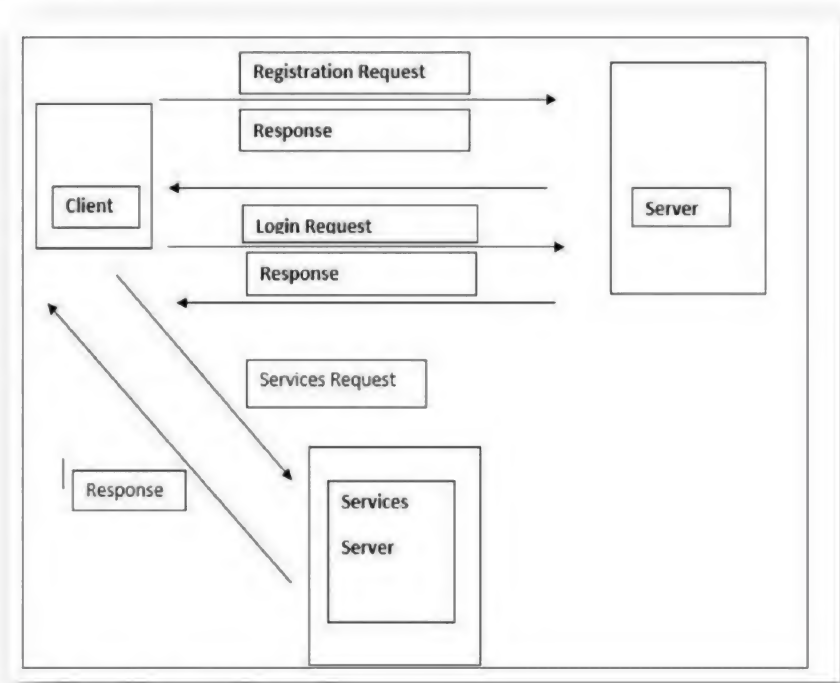 Registration Request
Response
Client
Server
Login Request
Response
Services Request
Response
Services
Server